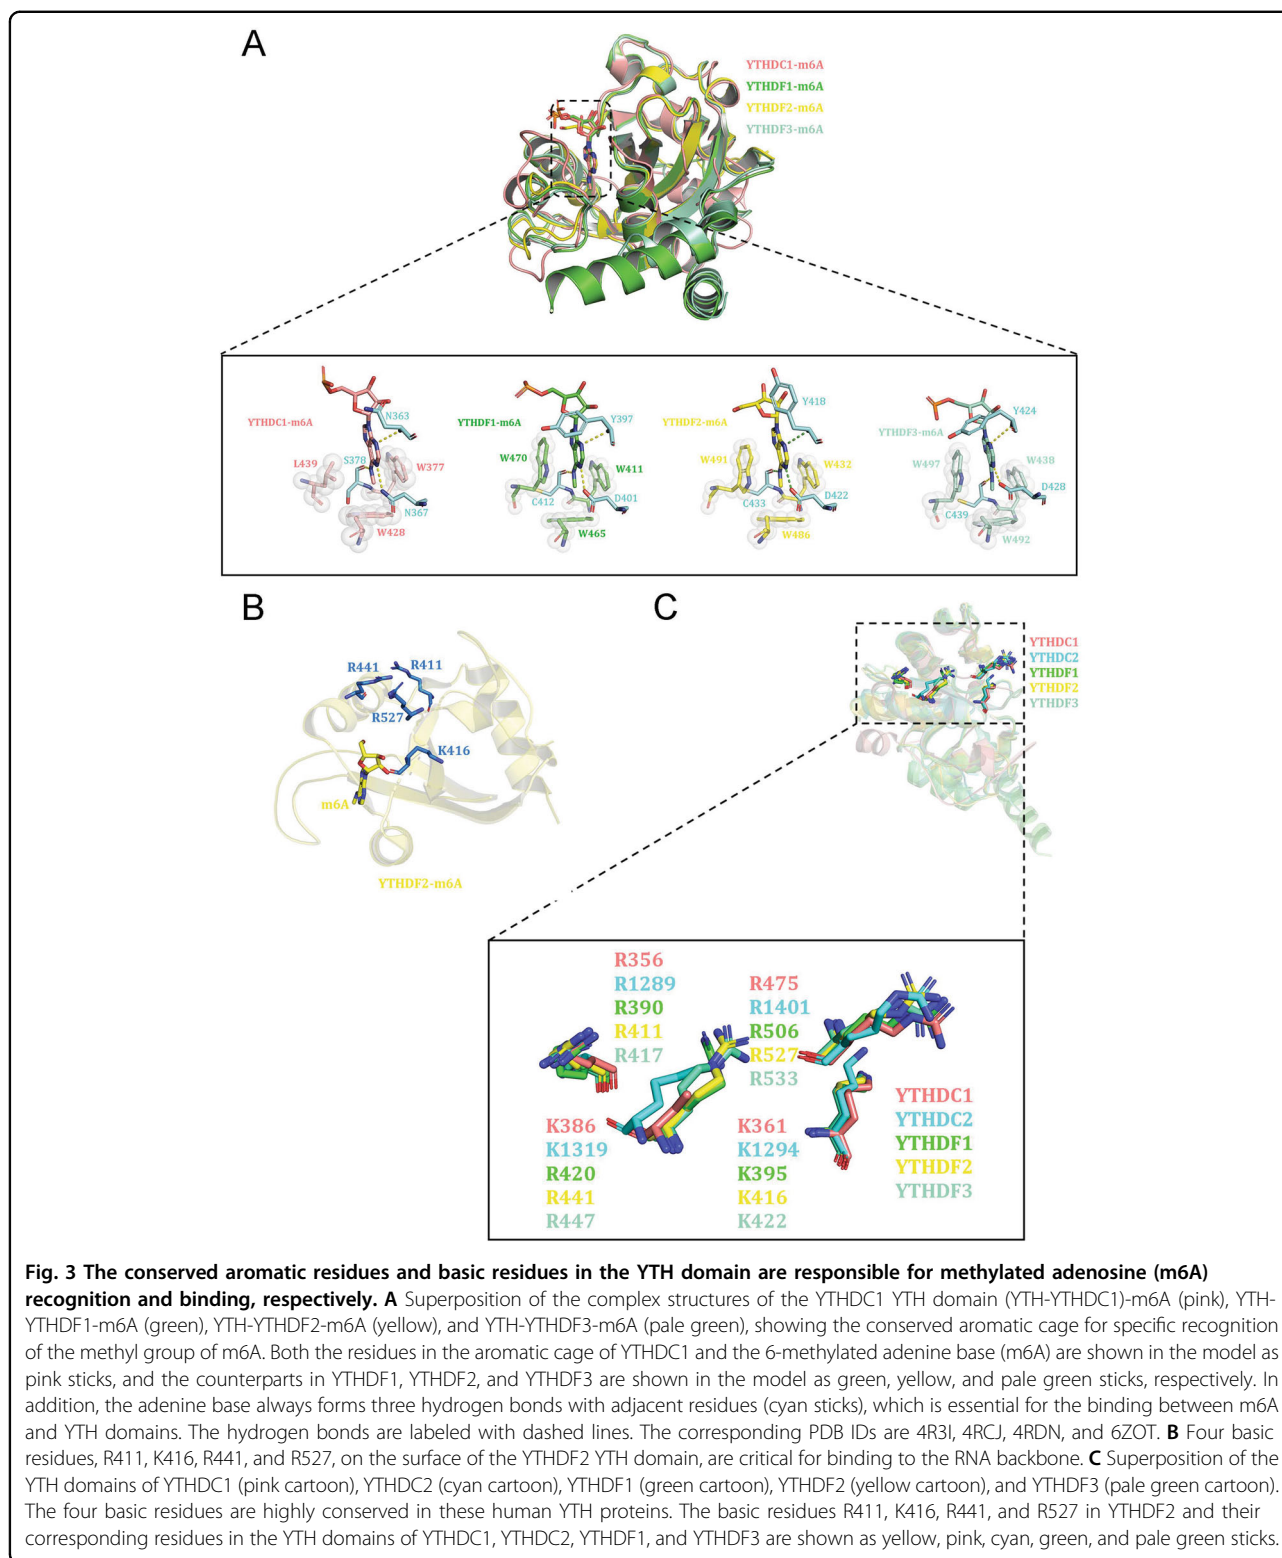 A
YTHDC1-m6A
YTHDF1-m6A
YTHDF2-m6A
YTHDF3-m6A
YTHDC1-m6A
N363
L439
S378
W377
N367
W428
YTHDF1-m6A
Y397
W470
W411
C412
D401
W465
YTHDF2-m6A
Y418
W491
W432
C433
D422
W486
YTHDF3-m6A
Y424
W497
W438
C439
D428
W492
B
R441
R411
R527
K416
m6A
YTHDF2-m6A
C
YTHDC1
YTHDC2
YTHDF1
YTHDF2
YTHDF3
R356
R1289
R390
R411
R417
R475
R1401
R506
R527
R533
K386
K1319
R420
R441
R447
K361
K1294
K395
K416
K422
YTHDC1
YTHDC2
YTHDF1
YTHDF2
YTHDF3
Fig. 3 The conserved aromatic residues and basic residues in the YTH domain are responsible for methylated adenosine (m6A)
recognition and binding, respectively. A Superposition of the complex structures of the YTHDC1 YTH domain (YTH-YTHDC1)-m6A (pink), YTH-
YTHDF1-m6A (green), YTH-YTHDF2-m6A (yellow), and YTH-YTHDF3-m6A (pale green), showing the conserved aromatic cage for specific recognition
of the methyl group of m6A. Both the residues in the aromatic cage of YTHDC1 and the 6-methylated adenine base (m6A) are shown in the model as
pink sticks, and the counterparts in YTHDF1, YTHDF2, and YTHDF3 are shown in the model as green, yellow, and pale green sticks, respectively. In
addition, the adenine base always forms three hydrogen bonds with adjacent residues (cyan sticks), which is essential for the binding between m6A
and YTH domains. The hydrogen bonds are labeled with dashed lines. The corresponding PDB IDs are 4R3I, 4RCJ, 4RDN, and 6ZOT. B Four basic
residues, R411, K416, R441, and R527, on the surface of the YTHDF2 YTH domain, are critical for binding to the RNA backbone. C Superposition of the
YTH domains of YTHDC1 (pink cartoon), YTHDC2 (cyan cartoon), YTHDF1 (green cartoon), YTHDF2 (yellow cartoon), and YTHDF3 (pale green cartoon).
The four basic residues are highly conserved in these human YTH proteins. The basic residues R411, K416, R441, and R527 in YTHDF2 and their
corresponding residues in the YTH domains of YTHDC1, YTHDC2, YTHDF1, and YTHDF3 are shown as yellow, pink, cyan, green, and pale green sticks.